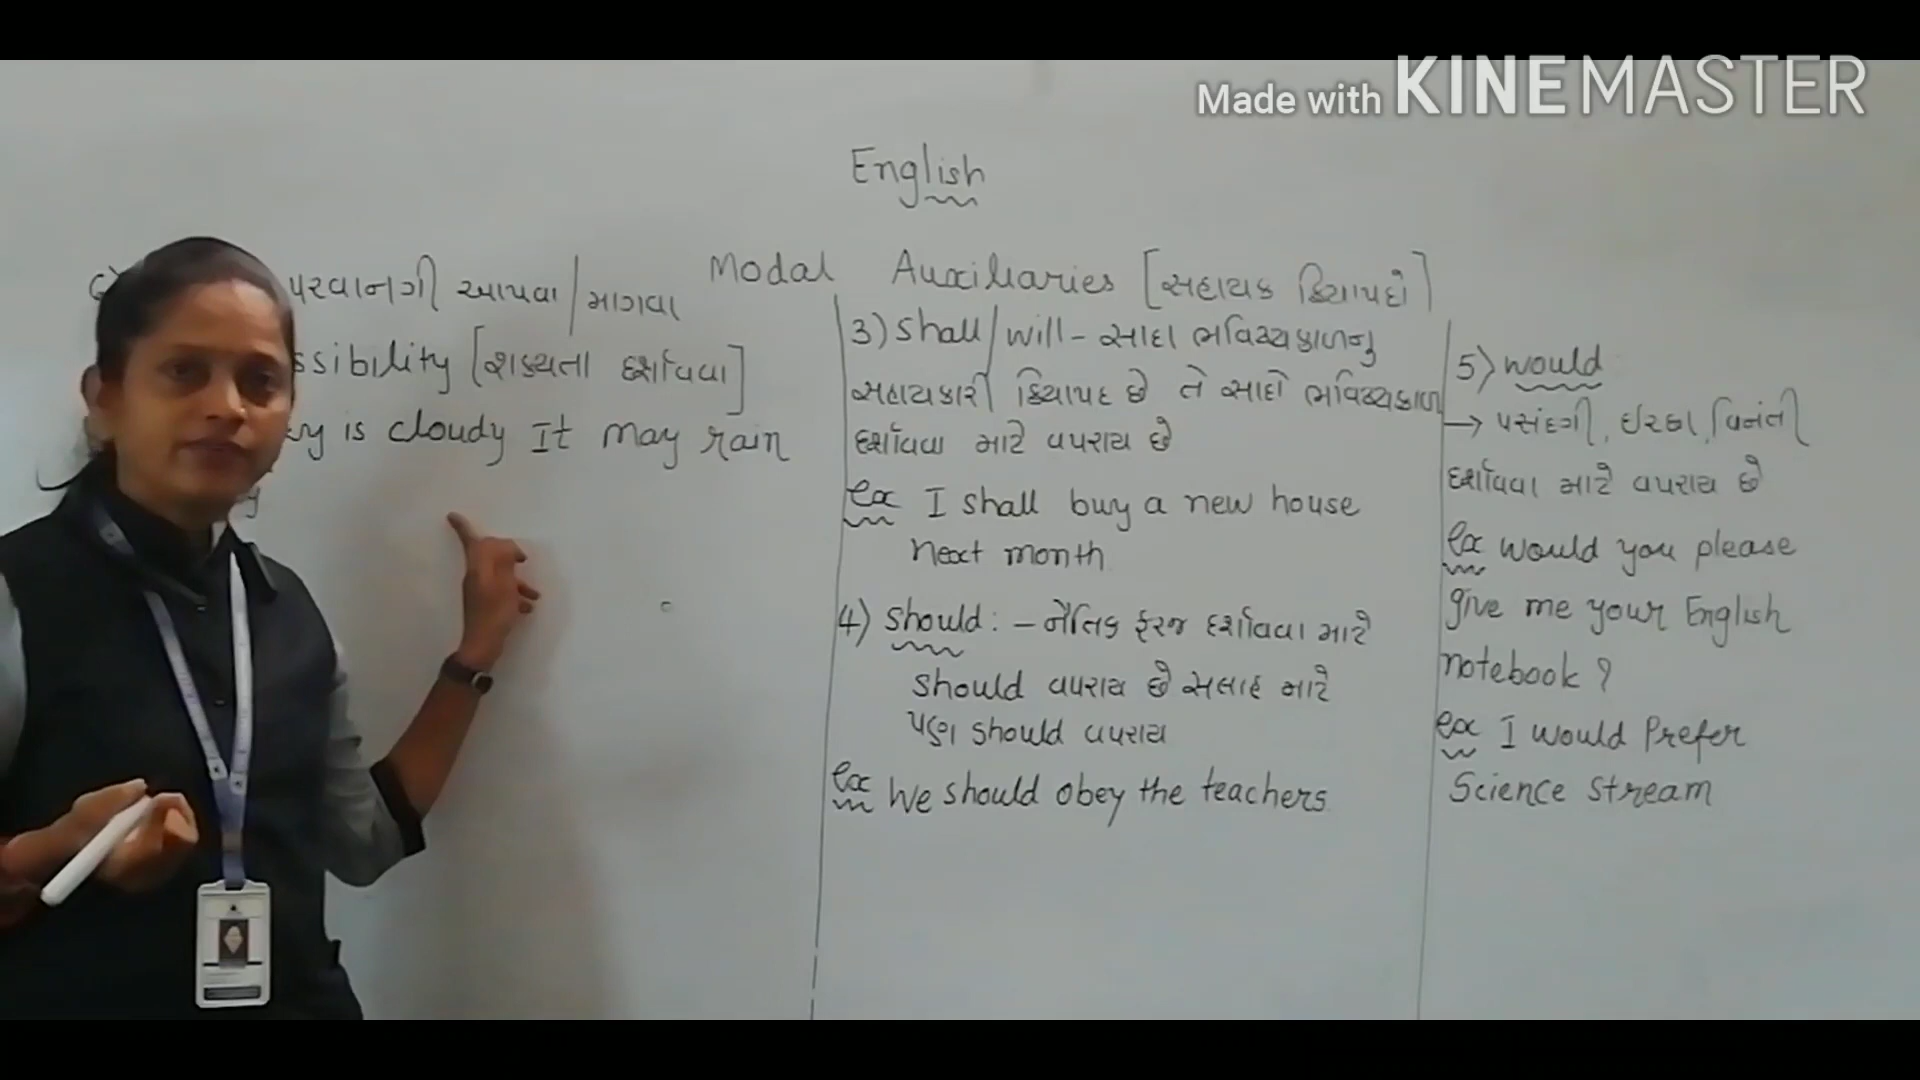 Made with KINEMASTER
English
Modal Auxiliaries [સહાયક ક્રિયાપદો]
પરવાનગી આપવા/માગવા
ssibility [શક્યતા દર્શાવવા]
is cloudy It may rain
3) Shall/will - સાદા ભવિષ્યકાળનુ
સહાયકારી ક્રિયાપદ છે તે સાદો ભવિષ્યકાળ
દર્શાવવા માટે વપરાય છે
ex I shall buy a new house
next month
4) Should: - નૈતિક ફરજ દર્શાવવા માટે
should વપરાય છે સલાહ માટે
પણ should વપરાય
ex We should obey the teachers
5) would
→ પસંદગી, ઈચ્છા, વિનંતી
દર્શાવવા માટે વપરાય છે
ex would you please
give me your English
notebook?
ex I would Prefer
Science Stream